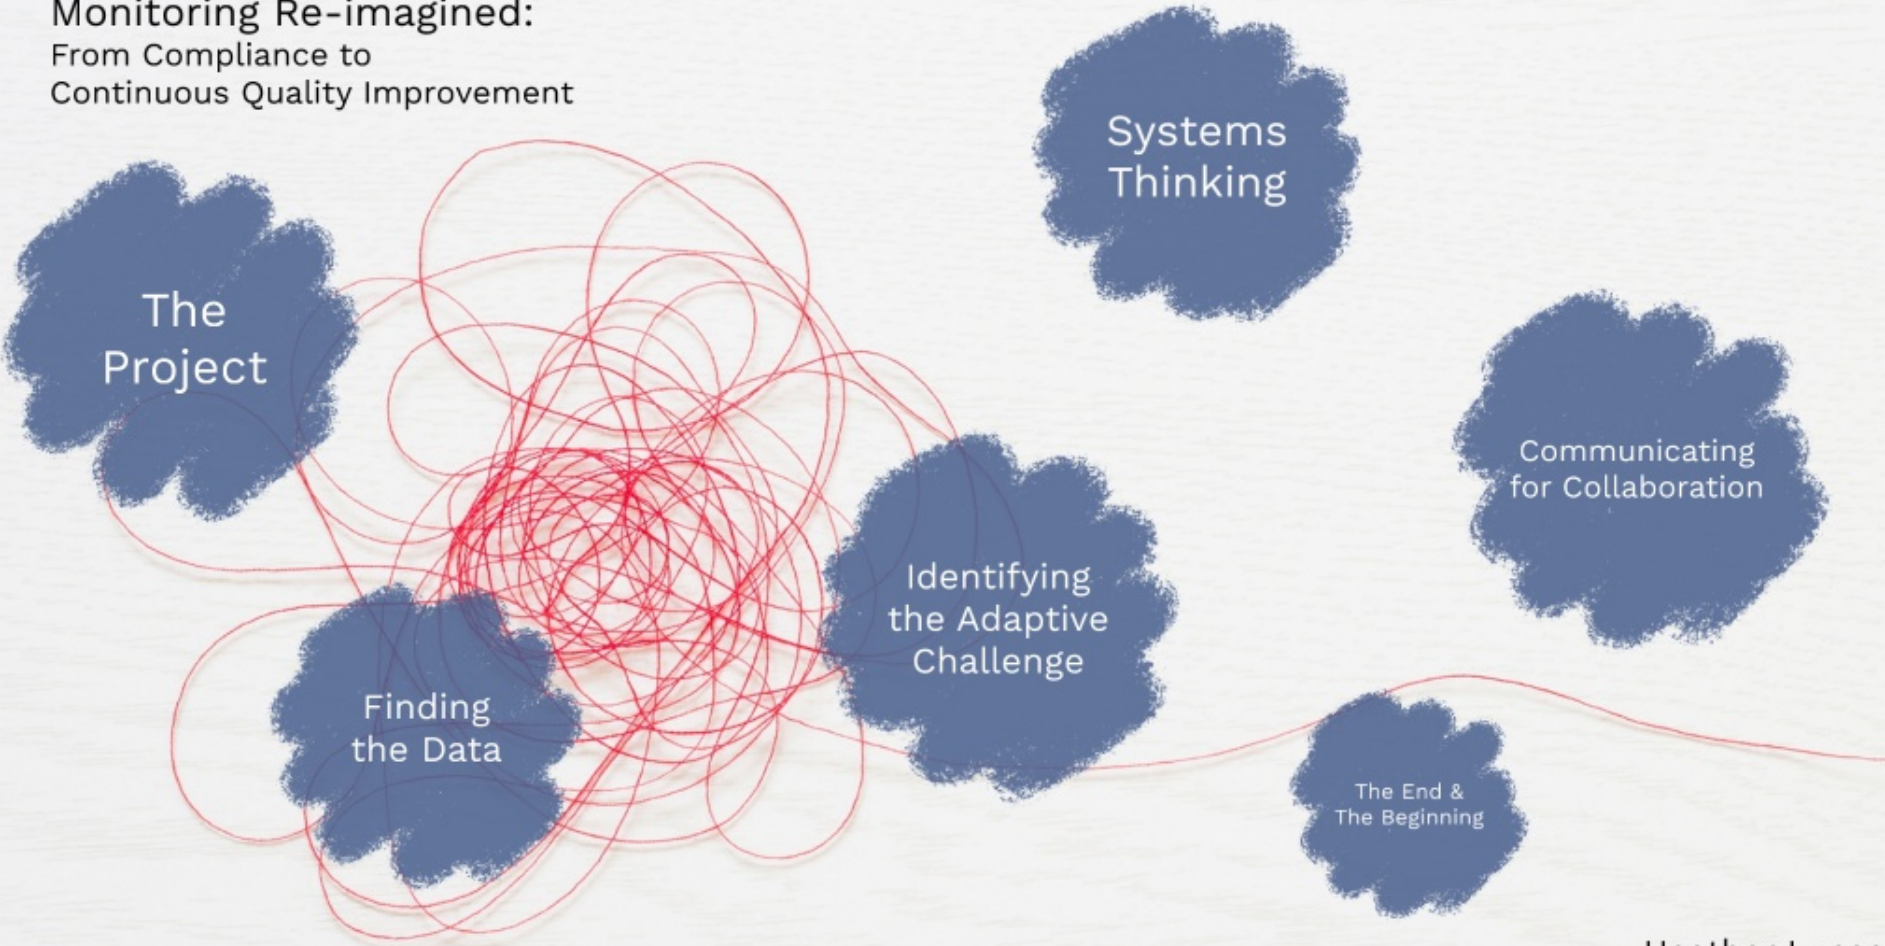 Monitoring Re-imagined:
From Compliance to
Continuous Quality Improvement
The
Project
Finding
the Data
Identifying
the Adaptive
Challenge
Systems
Thinking
Communicating
for Collaboration
The End &
The Beginning
Heather